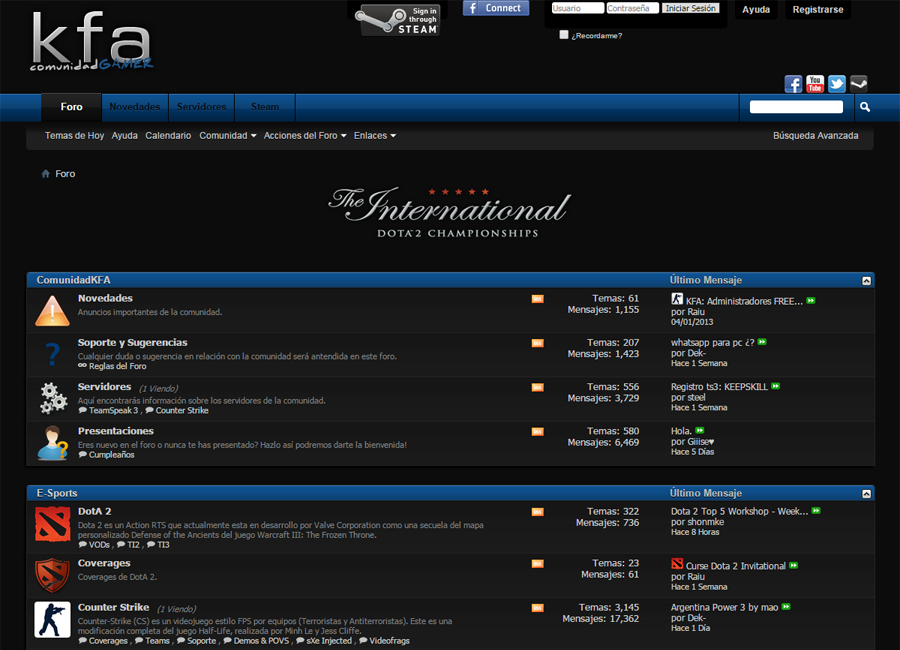 kfa
comunidadGAMER
Sign in through STEAM
f Connect
Usuario Contraseña Iniciar Sesión
¿Recordarme?
Ayuda Registrarse
You Tube
Foro Novedades Servidores Steam
Temas de Hoy Ayuda Calendario Comunidad Acciones del Foro Enlaces Búsqueda Avanzada
Foro
The International
DOTA 2 CHAMPIONSHIPS
ComunidadKFA Último Mensaje
Novedades
Anuncios importantes de la comunidad.
Temas: 61
Mensajes: 1,155
KFA: Administradores FREE...
por Raiu
04/01/2013
Soporte y Sugerencias
Cualquier duda o sugerencia en relación con la comunidad será antendida en este foro.
Reglas del Foro
Temas: 207
Mensajes: 1,423
whatsapp para pc ¿?
por Dek-
Hace 1 Semana
Servidores (1 Viendo)
Aquí encontrarás información sobre los servidores de la comunidad.
TeamSpeak 3 , Counter Strike
Temas: 556
Mensajes: 3,729
Registro ts3: KEEPSKILL
por steel
Hace 1 Semana
Presentaciones
Eres nuevo en el foro o nunca te has presentado? Hazlo así podremos darte la bienvenida!
Cumpleaños
Temas: 580
Mensajes: 6,469
Hola.
por Giiise♥
Hace 5 Días
E-Sports Último Mensaje
DotA 2
Dota 2 es un Action RTS que actualmente esta en desarrollo por Valve Corporation como una secuela del mapa
personalizado Defense of the Ancients del juego Warcraft III: The Frozen Throne.
VODs , TI2 , TI3
Temas: 322
Mensajes: 736
Dota 2 Top 5 Workshop - Week...
por shonmke
Hace 8 Horas
Coverages
Coverages de DotA 2.
Temas: 23
Mensajes: 61
Curse Dota 2 Invitational
por Raiu
Hace 1 Semana
Counter Strike (1 Viendo)
Counter-Strike (CS) es un videojuego estilo FPS por equipos (Terroristas y Antiterroristas). Este es una
modificación completa del juego Half-Life, realizada por Minh Le y Jess Cliffe.
Coverages , Teams , Soporte , Demos & POVS , sXe Injected , Videofrags
Temas: 3,145
Mensajes: 17,362
Argentina Power 3 by mao
por Dek-
Hace 1 Día